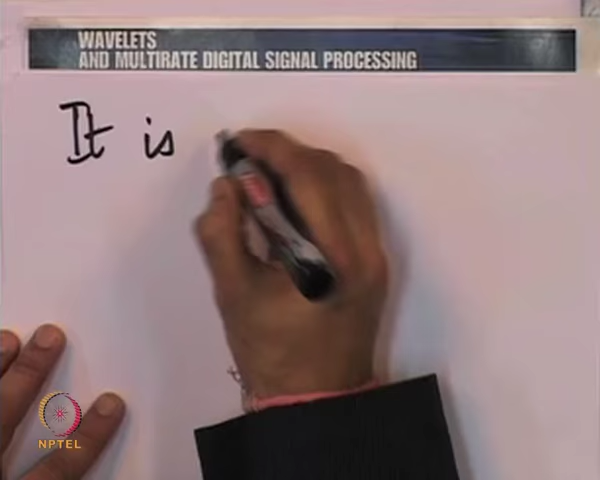 WAVELETS
AND MULTIRATE DIGITAL SIGNAL PROCESSING
It is
NPTEL